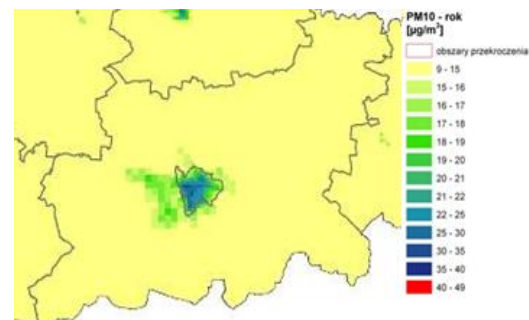 PM10 - rok
[µg/m³]
obszary przekroczenia
9 - 15
15 - 16
16 - 17
17 - 18
18 - 19
19 - 20
20 - 21
21 - 22
22 - 25
25 - 30
30 - 35
35 - 40
40 - 49